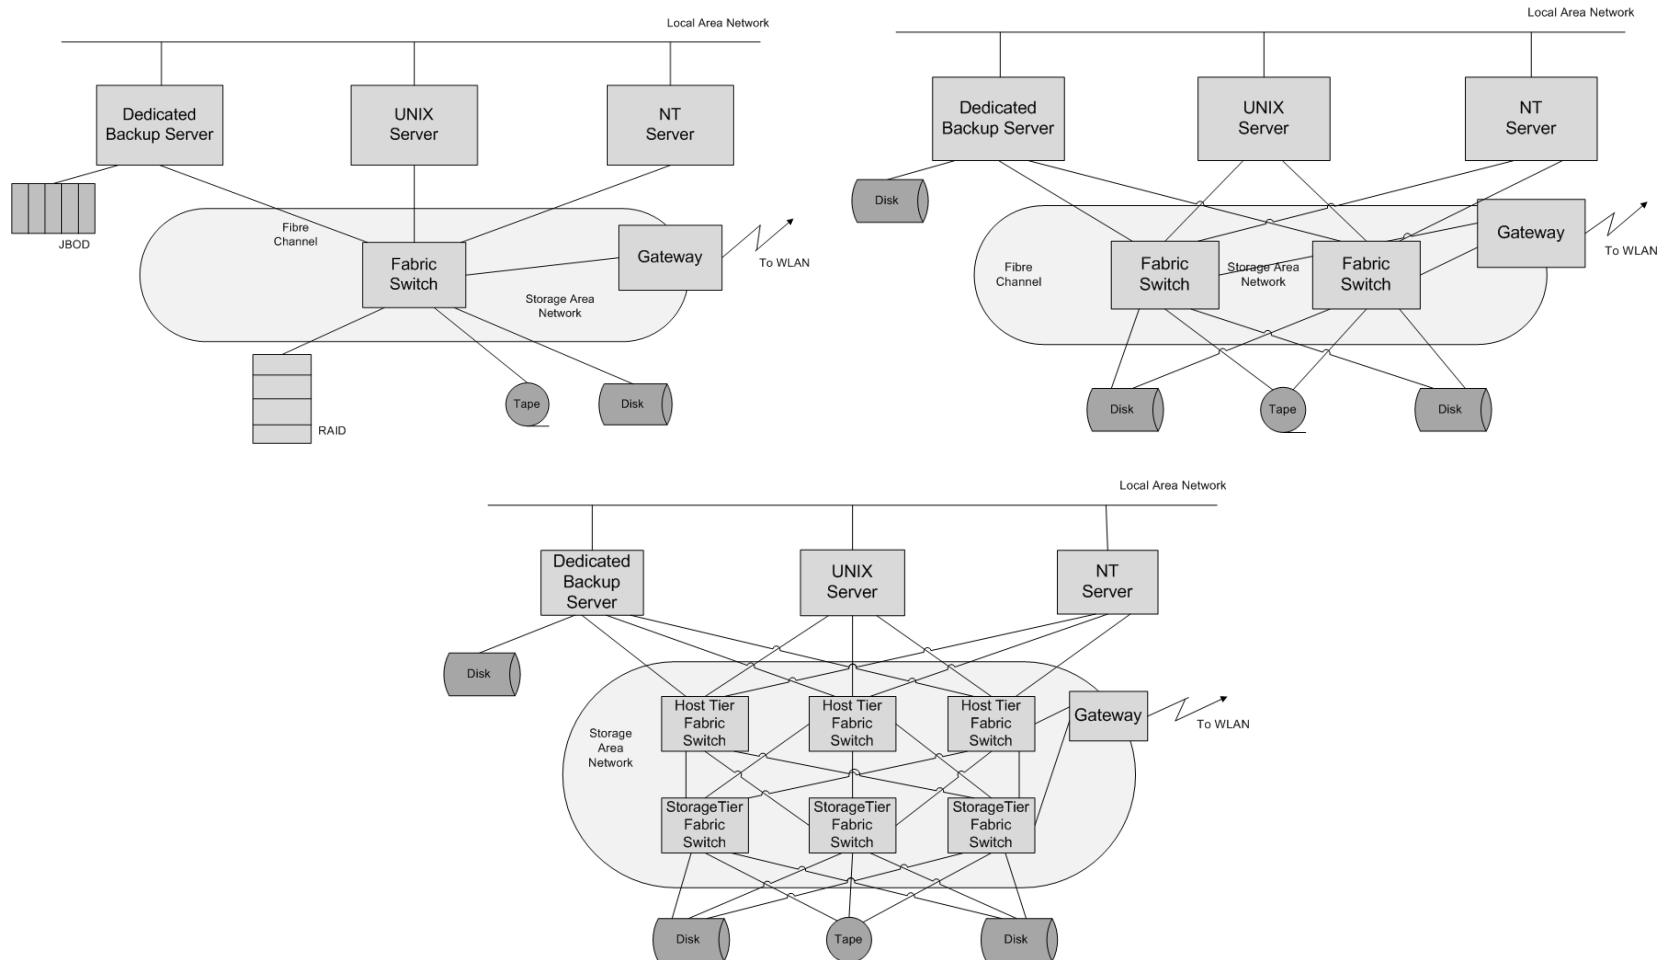 Local Area Network
Dedicated
Backup Server
UNIX
Server
NT
Server
JBOD
Fibre
Channel
Fabric
Switch
Gateway
To WLAN
Storage Area
Network
RAID
Tape
Disk
Local Area Network
Dedicated
Backup Server
UNIX
Server
NT
Server
Disk
Gateway
To WLAN
Fibre
Channel
Fabric
Switch
Storage Area
Network
Fabric
Switch
Disk
Tape
Disk
Local Area Network
Dedicated
Backup
Server
UNIX
Server
NT
Server
Disk
Storage
Area
Network
Host Tier
Fabric
Switch
Host Tier
Fabric
Switch
Host Tier
Fabric
Switch
Gateway
To WLAN
StorageTier
Fabric
Switch
StorageTier
Fabric
Switch
StorageTier
Fabric
Switch
Disk
Tape
Disk